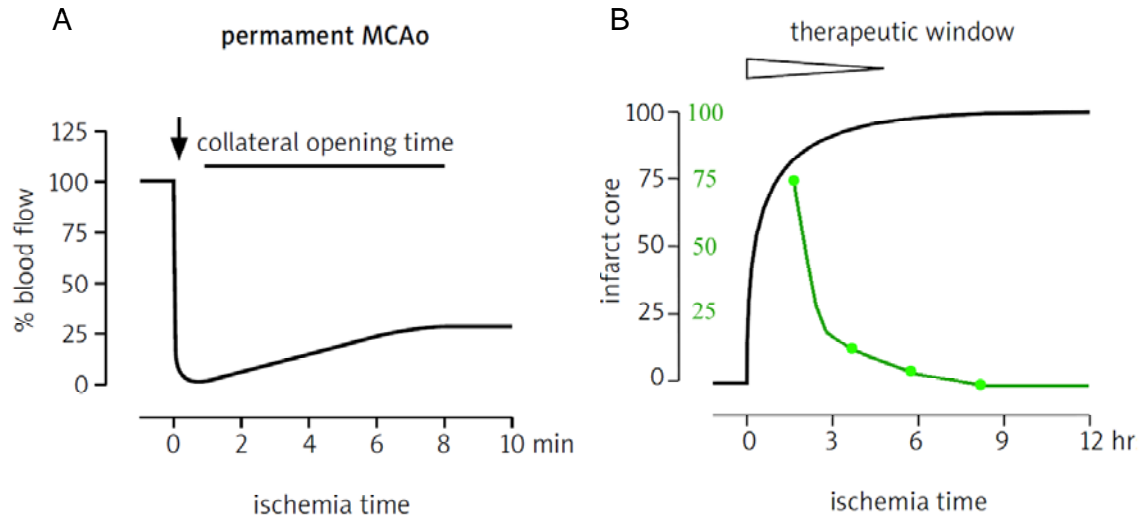 A
permament MCAo
collateral opening time
% blood flow
125
100
75
50
25
0
0 2 4 6 8 10 min
ischemia time
B
therapeutic window
infarct core
100 100
75 75
50 50
25 25
0
0 3 6 9 12 hr
ischemia time